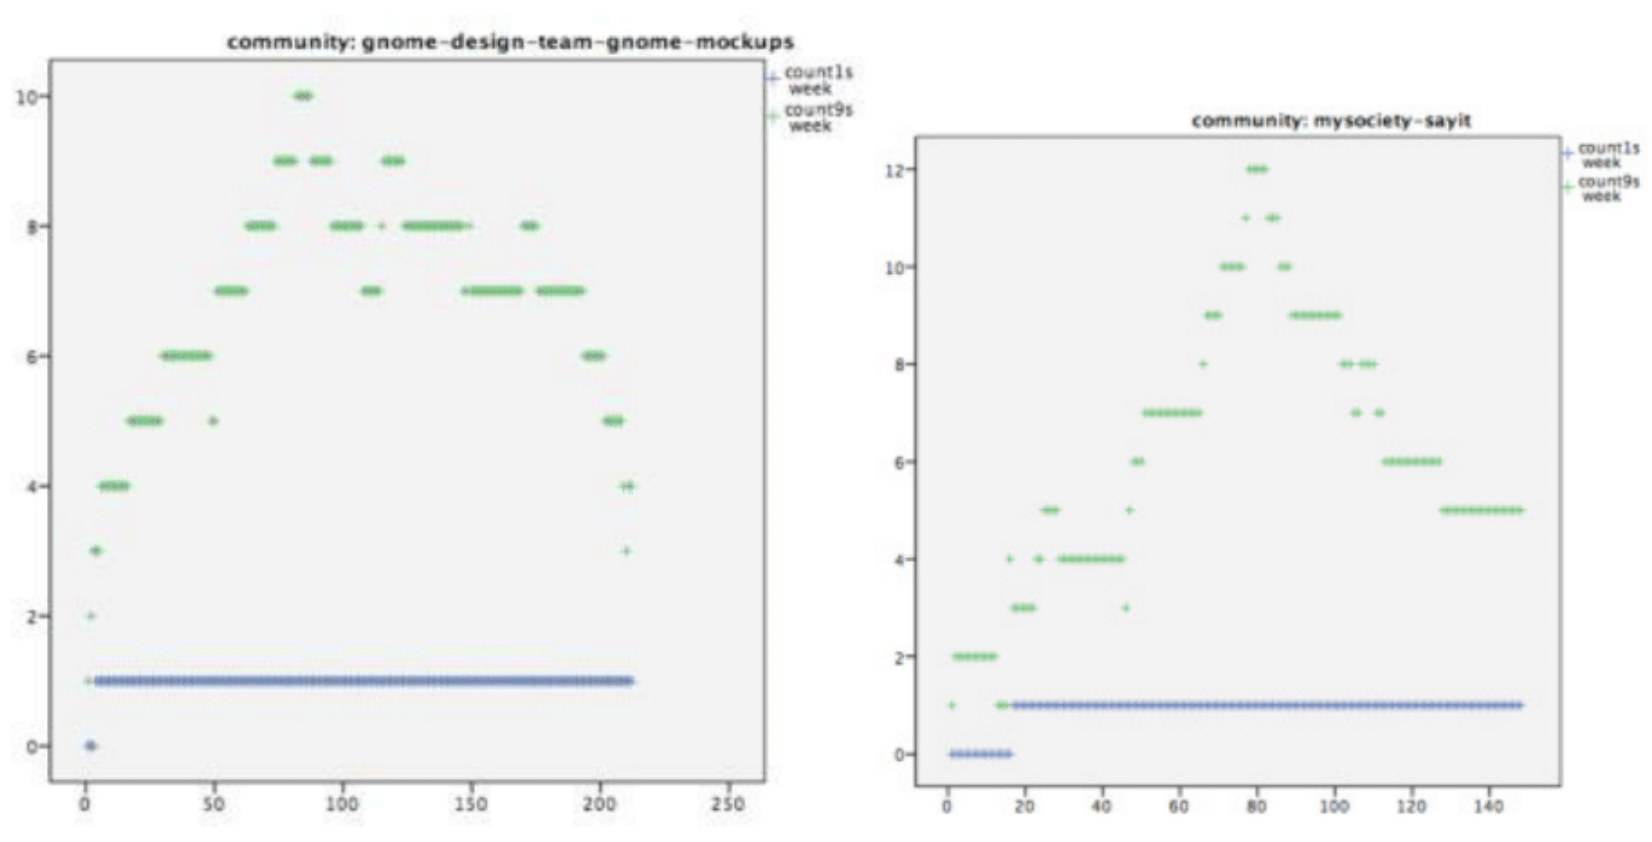 community: gnome-design-team-gnome-mockups
count1s
week
count9s
week
10
8
6
4
2
0
0 50 100 150 200 250
community: mysociety-sayit
count1s
week
count9s
week
12
10
8
6
4
2
0
0 20 40 60 80 100 120 140